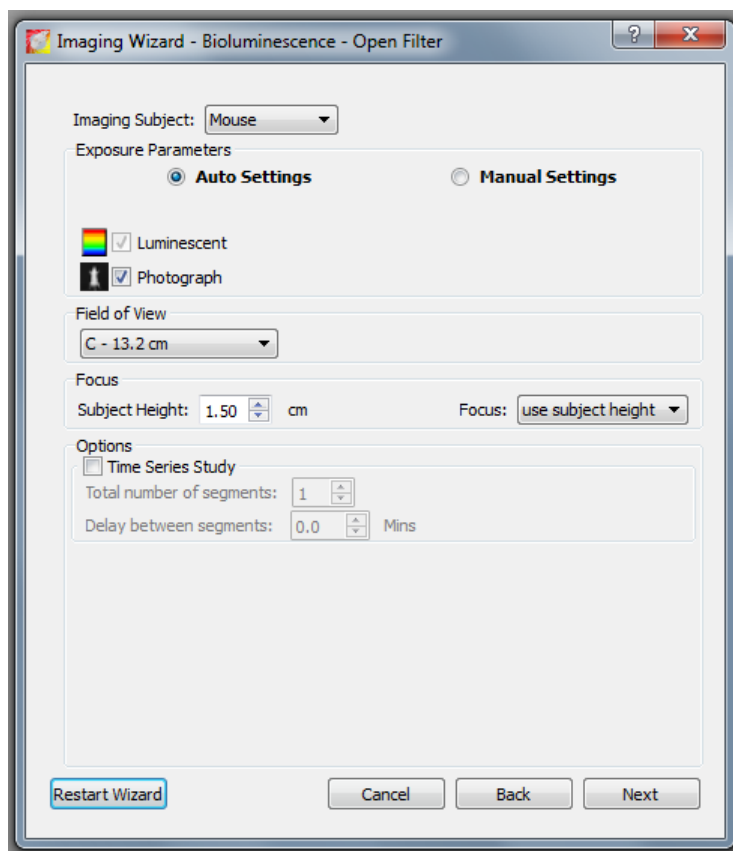 Imaging Wizard - Bioluminescence - Open Filter
Imaging Subject: Mouse
Exposure Parameters
Auto Settings Manual Settings
Luminescent
Photograph
Field of View
C - 13.2 cm
Focus
Subject Height: 1.50 cm Focus: use subject height
Options
Time Series Study
Total number of segments: 1
Delay between segments: 0.0 Mins
Restart Wizard Cancel Back Next